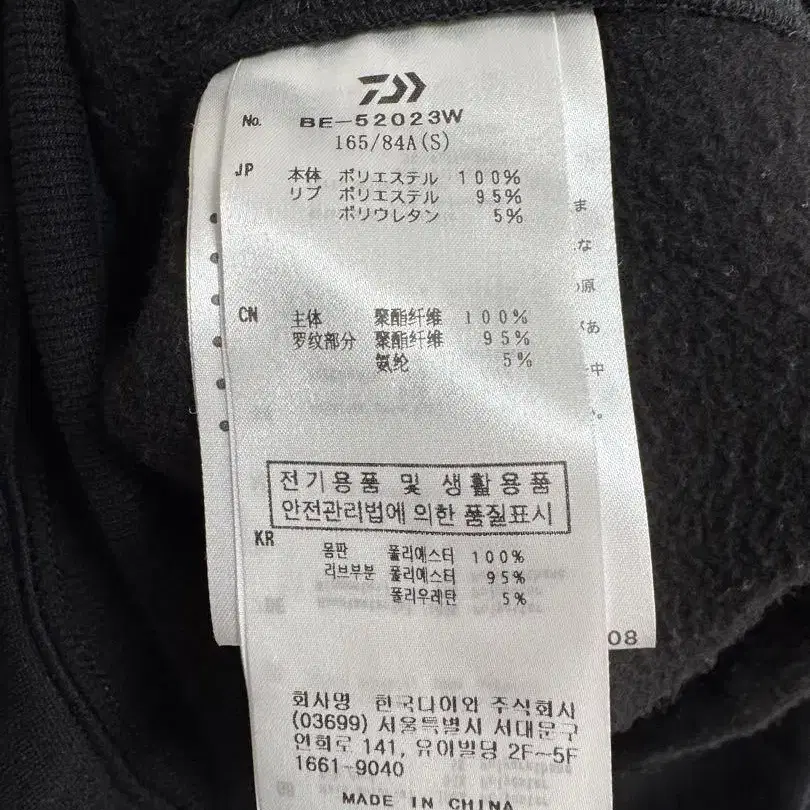 No. BE-52023W
165/84A(S)
JP 本体 ポリエステル 100%
リブ ポリエステル 95%
ポリウレタン 5%
CN 主体 聚酯纤维 100%
罗纹部分 聚酯纤维 95%
氨纶 5%
전기용품 및 생활용품
안전관리법에 의한 품질표시
KR 몸판 폴리에스터 100%
리브부분 폴리에스터 95%
폴리우레탄 5%
회사명 한국다이와 주식회사
(03699) 서울특별시 서대문구
연희로 141, 유이빌딩 2F~5F
1661-9040
MADE IN CHINA
ま
な
原
あ
中
08